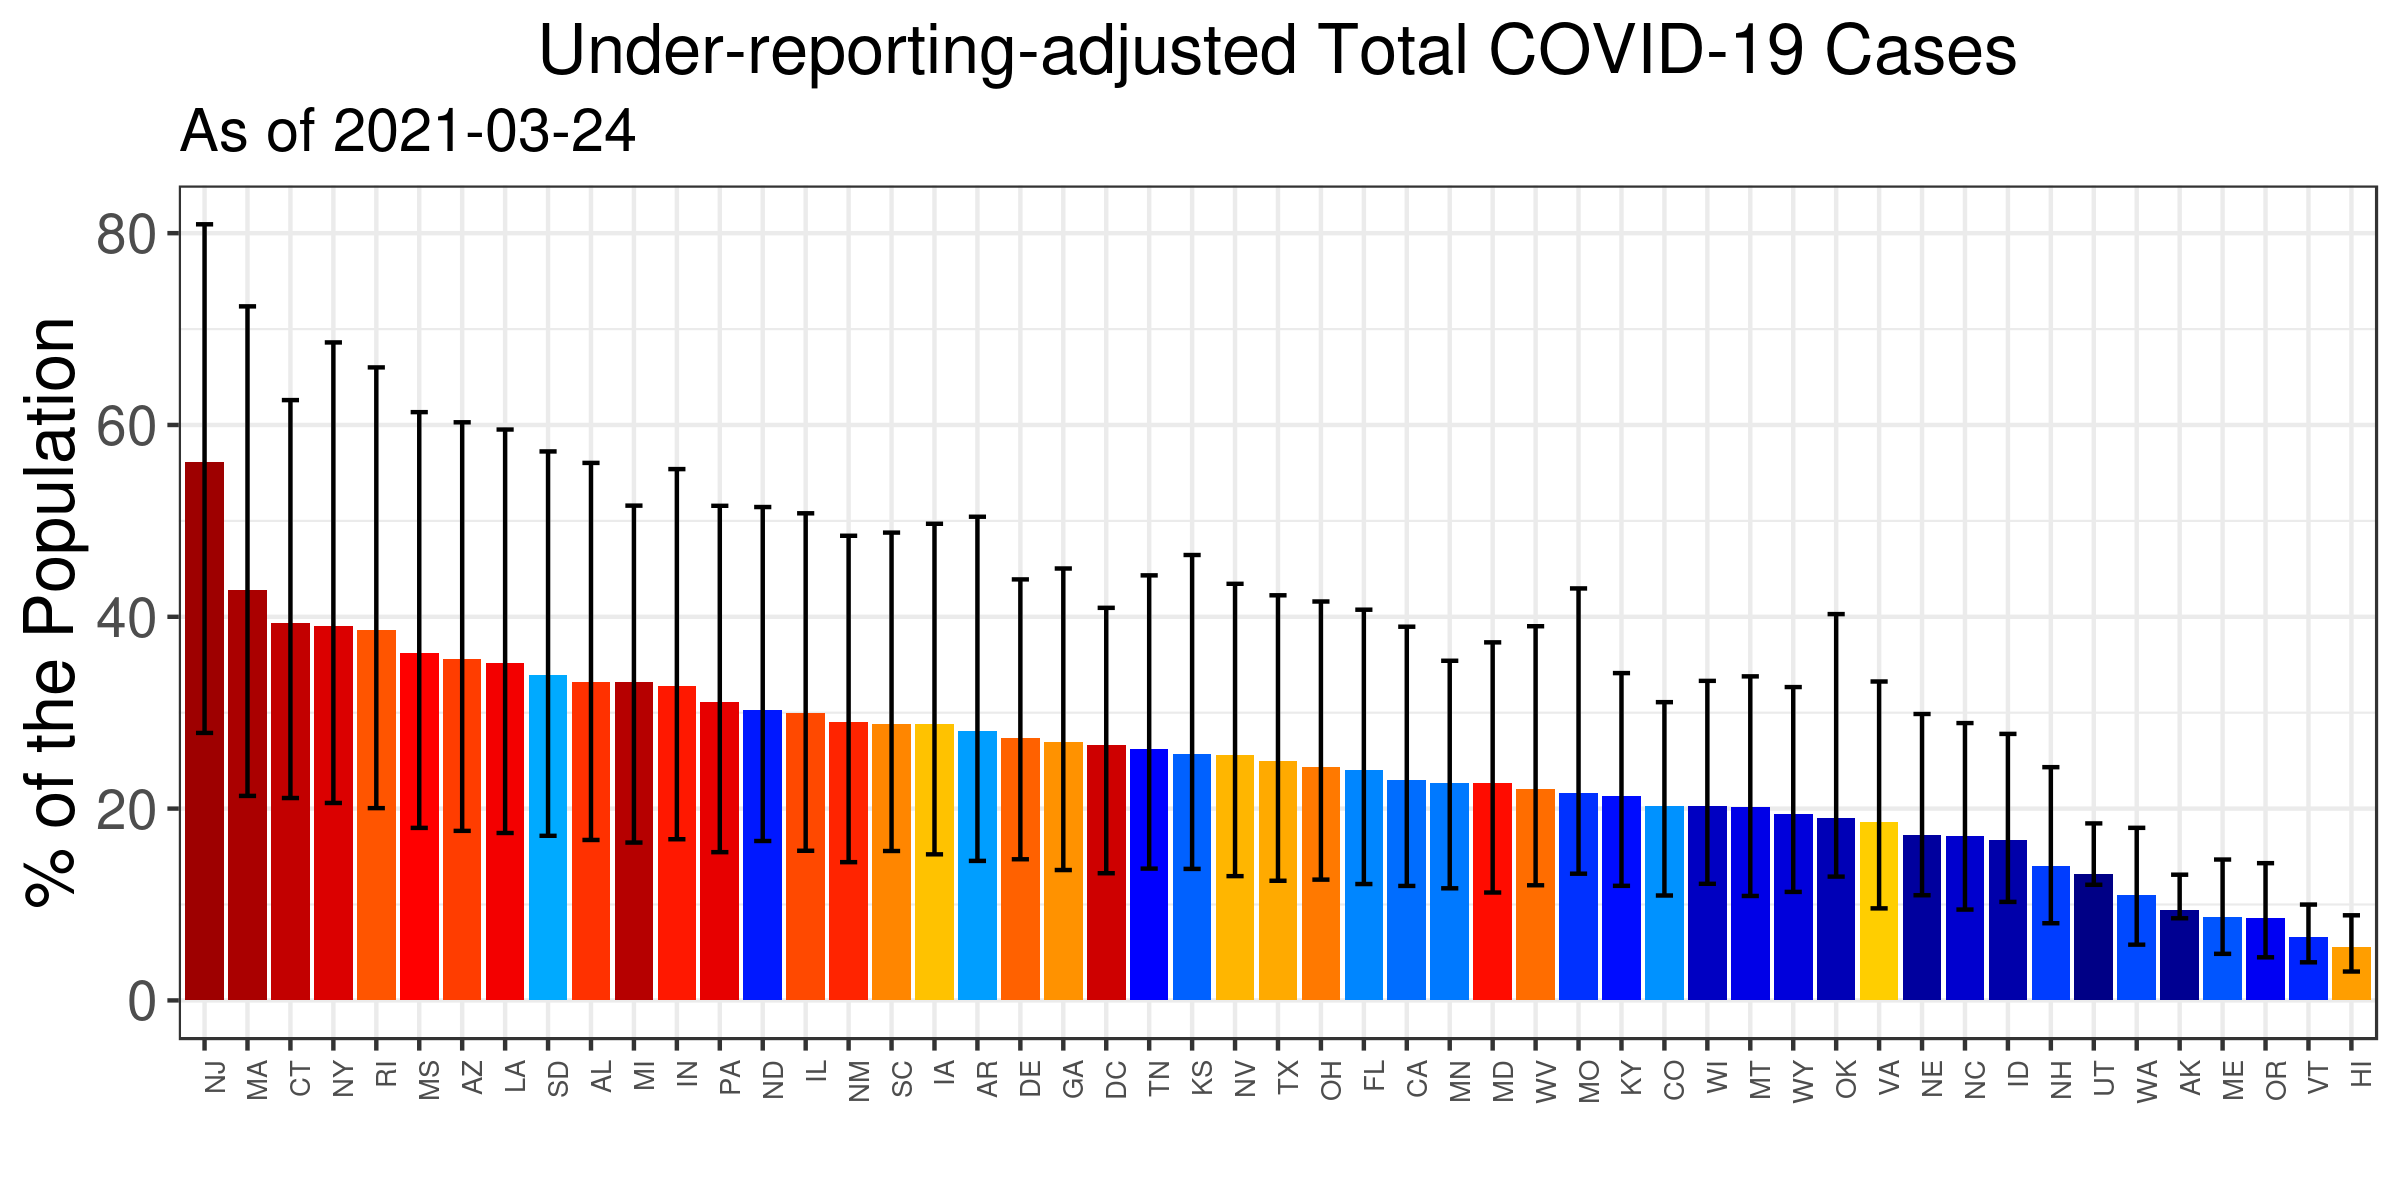 Under-reporting-adjusted Total COVID-19 Cases
As of 2021-03-24
% of the Population
80
60
40
20
0
NJ MA CT NY RI MS AZ LA SD AL MI IN PA ND IL NM SC IA AR DE GA DC TN KS NV TX OH FL CA MN MD WV MO KY CO WI MT WY OK VA NE NC ID NH UT WA AK ME OR VT HI